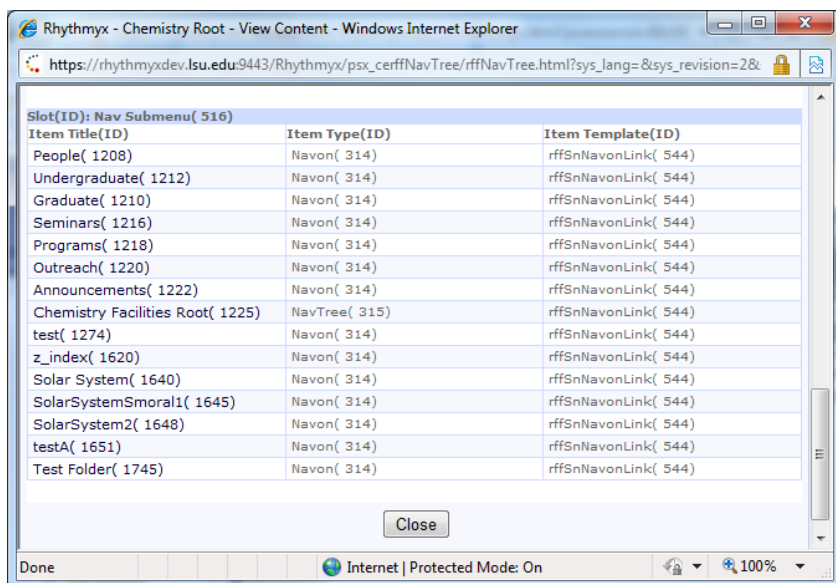 Rhythmyx - Chemistry Root - View Content - Windows Internet Explorer
https://rhythmyxdev.lsu.edu:9443/Rhythmyx/psx_cerffNavTree/rffNavTree.html?sys_lang=&sys_revision=2&
Slot(ID): Nav Submenu( 516)
Item Title(ID) Item Type(ID) Item Template(ID)
People( 1208) Navon( 314) rffSnNavonLink( 544)
Undergraduate( 1212) Navon( 314) rffSnNavonLink( 544)
Graduate( 1210) Navon( 314) rffSnNavonLink( 544)
Seminars( 1216) Navon( 314) rffSnNavonLink( 544)
Programs( 1218) Navon( 314) rffSnNavonLink( 544)
Outreach( 1220) Navon( 314) rffSnNavonLink( 544)
Announcements( 1222) Navon( 314) rffSnNavonLink( 544)
Chemistry Facilities Root( 1225) NavTree( 315) rffSnNavonLink( 544)
test( 1274) Navon( 314) rffSnNavonLink( 544)
z_index( 1620) Navon( 314) rffSnNavonLink( 544)
Solar System( 1640) Navon( 314) rffSnNavonLink( 544)
SolarSystemSmoral1( 1645) Navon( 314) rffSnNavonLink( 544)
SolarSystem2( 1648) Navon( 314) rffSnNavonLink( 544)
testA( 1651) Navon( 314) rffSnNavonLink( 544)
Test Folder( 1745) Navon( 314) rffSnNavonLink( 544)
Close
Done Internet | Protected Mode: On 100%